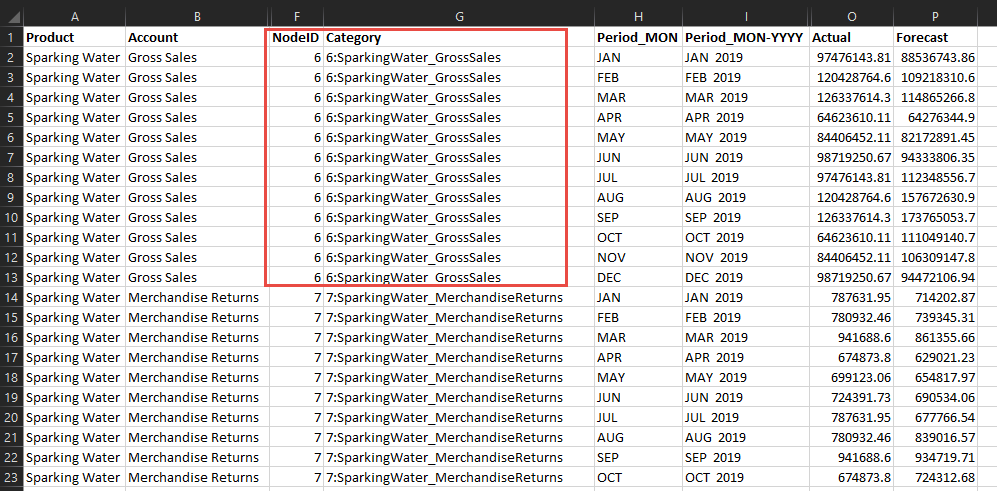 A B F G H I O P
1 Product Account NodeID Category Period_MON Period_MON-YYYY Actual Forecast
2 Sparking Water Gross Sales 6 6:SparkingWater_GrossSales JAN JAN 2019 97476143.81 88536743.86
3 Sparking Water Gross Sales 6 6:SparkingWater_GrossSales FEB FEB 2019 120428764.6 109218310.6
4 Sparking Water Gross Sales 6 6:SparkingWater_GrossSales MAR MAR 2019 126337614.3 114865266.8
5 Sparking Water Gross Sales 6 6:SparkingWater_GrossSales APR APR 2019 64623610.11 64276344.9
6 Sparking Water Gross Sales 6 6:SparkingWater_GrossSales MAY MAY 2019 84406452.11 82172891.45
7 Sparking Water Gross Sales 6 6:SparkingWater_GrossSales JUN JUN 2019 98719250.67 94333806.35
8 Sparking Water Gross Sales 6 6:SparkingWater_GrossSales JUL JUL 2019 97476143.81 112348556.7
9 Sparking Water Gross Sales 6 6:SparkingWater_GrossSales AUG AUG 2019 120428764.6 157672630.9
10 Sparking Water Gross Sales 6 6:SparkingWater_GrossSales SEP SEP 2019 126337614.3 173765053.7
11 Sparking Water Gross Sales 6 6:SparkingWater_GrossSales OCT OCT 2019 64623610.11 111049140.7
12 Sparking Water Gross Sales 6 6:SparkingWater_GrossSales NOV NOV 2019 84406452.11 106309147.8
13 Sparking Water Gross Sales 6 6:SparkingWater_GrossSales DEC DEC 2019 98719250.67 94472106.94
14 Sparking Water Merchandise Returns 7 7:SparkingWater_MerchandiseReturns JAN JAN 2019 787631.95 714202.87
15 Sparking Water Merchandise Returns 7 7:SparkingWater_MerchandiseReturns FEB FEB 2019 780932.46 739345.31
16 Sparking Water Merchandise Returns 7 7:SparkingWater_MerchandiseReturns MAR MAR 2019 941688.6 861355.66
17 Sparking Water Merchandise Returns 7 7:SparkingWater_MerchandiseReturns APR APR 2019 674873.8 629021.23
18 Sparking Water Merchandise Returns 7 7:SparkingWater_MerchandiseReturns MAY MAY 2019 699123.06 654817.97
19 Sparking Water Merchandise Returns 7 7:SparkingWater_MerchandiseReturns JUN JUN 2019 724391.73 690534.06
20 Sparking Water Merchandise Returns 7 7:SparkingWater_MerchandiseReturns JUL JUL 2019 787631.95 677766.54
21 Sparking Water Merchandise Returns 7 7:SparkingWater_MerchandiseReturns AUG AUG 2019 780932.46 839016.57
22 Sparking Water Merchandise Returns 7 7:SparkingWater_MerchandiseReturns SEP SEP 2019 941688.6 934719.71
23 Sparking Water Merchandise Returns 7 7:SparkingWater_MerchandiseReturns OCT OCT 2019 674873.8 724312.68